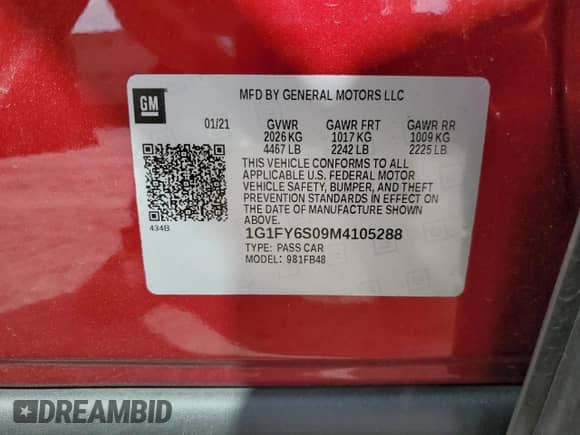 GM
MFD BY GENERAL MOTORS LLC
01/21 GVWR GAWR FRT GAWR RR
2026 KG 1017 KG 1009 KG
4467 LB 2242 LB 2225 LB
THIS VEHICLE CONFORMS TO ALL
APPLICABLE U.S. FEDERAL MOTOR
VEHICLE SAFETY, BUMPER, AND THEFT
PREVENTION STANDARDS IN EFFECT ON
THE DATE OF MANUFACTURE SHOWN
ABOVE.
434B
1G1FY6S09M4105288
TYPE: PASS CAR
MODEL: 981FB48
DREAMBID